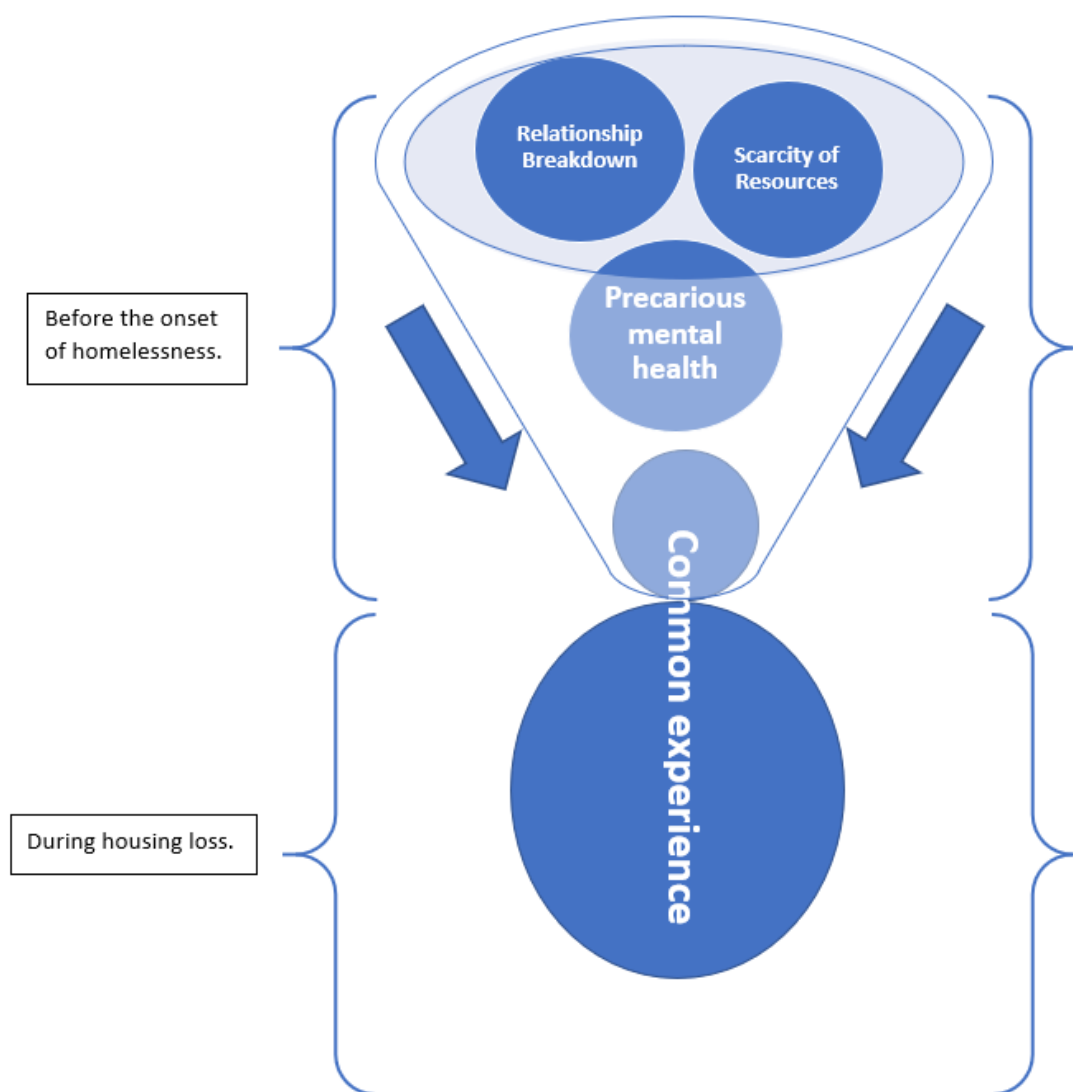 Relationship
Breakdown
Scarcity of
Resources
Precarious
mental
health
Before the onset
of homelessness.
Common experience
During housing loss.